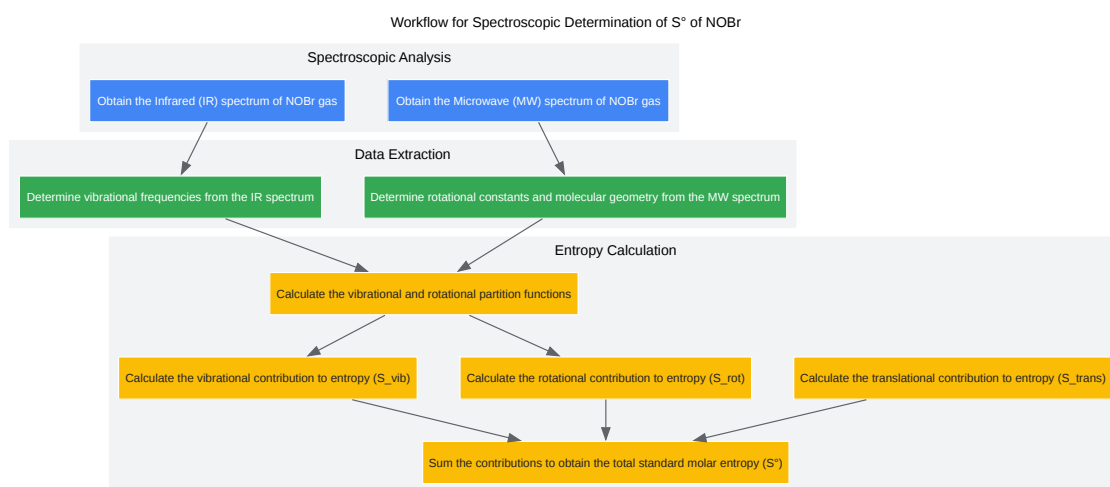 Workflow for Spectroscopic Determination of S° of NOBr
Spectroscopic Analysis
Obtain the Infrared (IR) spectrum of NOBr gas
Obtain the Microwave (MW) spectrum of NOBr gas
Data Extraction
Determine vibrational frequencies from the IR spectrum
Determine rotational constants and molecular geometry from the MW spectrum
Entropy Calculation
Calculate the vibrational and rotational partition functions
Calculate the vibrational contribution to entropy (S_vib)
Calculate the rotational contribution to entropy (S_rot)
Calculate the translational contribution to entropy (S_trans)
Sum the contributions to obtain the total standard molar entropy (S°)